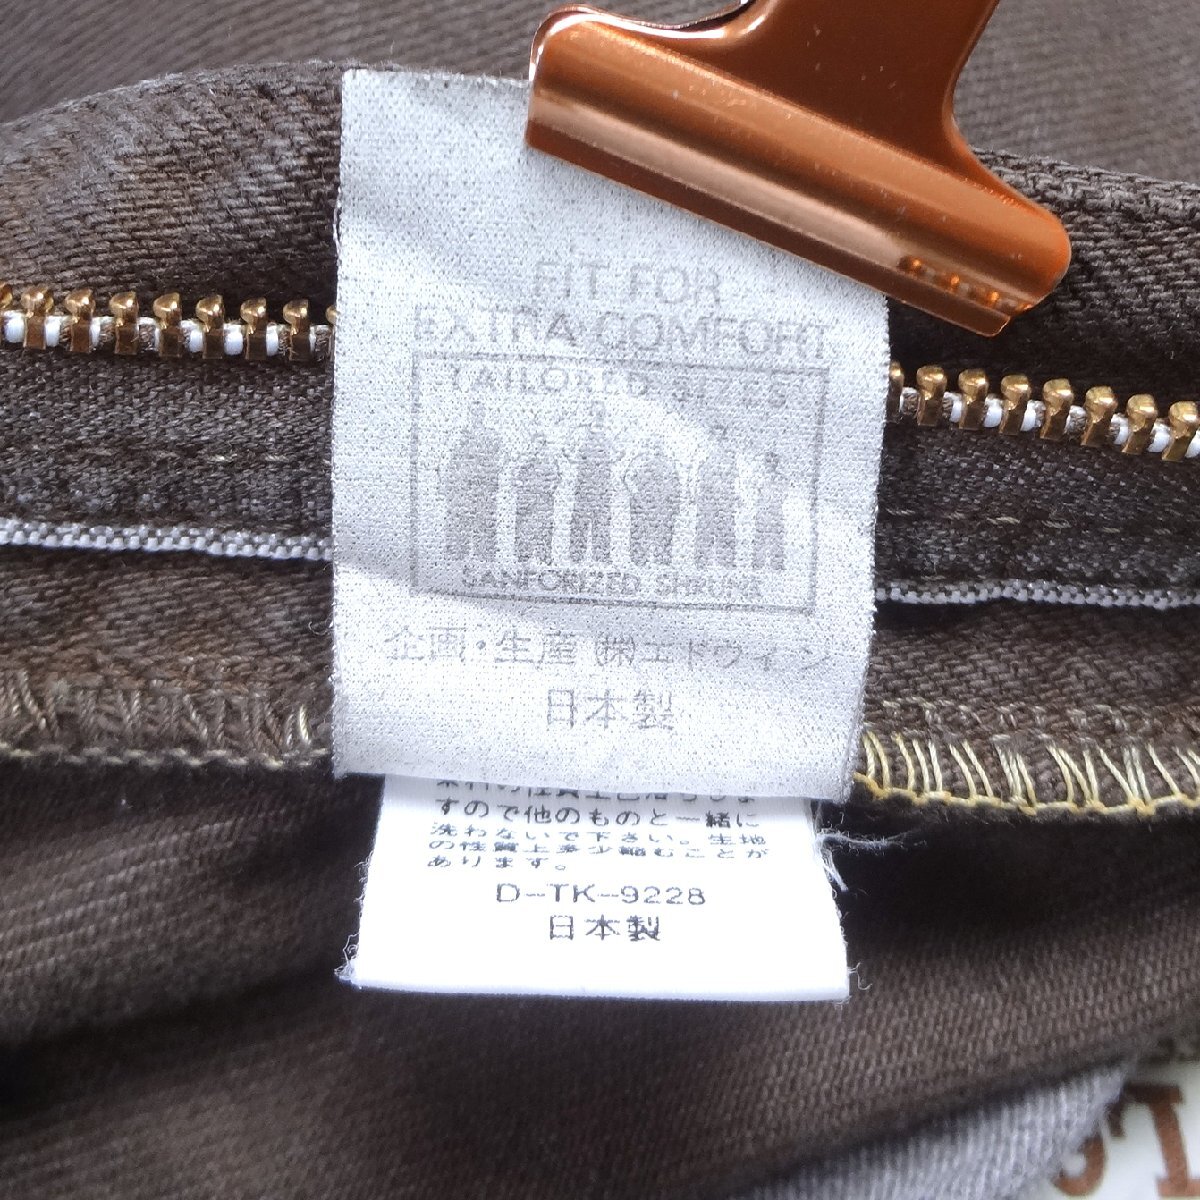 FIT FOR
EXTRA COMFORT
TAILORED SIZES
SANFORIZED SHRUNK
企画・生産 ㈱エドウィン
日本製
すので他のものと一緒に
洗わないで下さい。生地
の性質上多少縮むことが
あります。
D-TK-9228
日本製